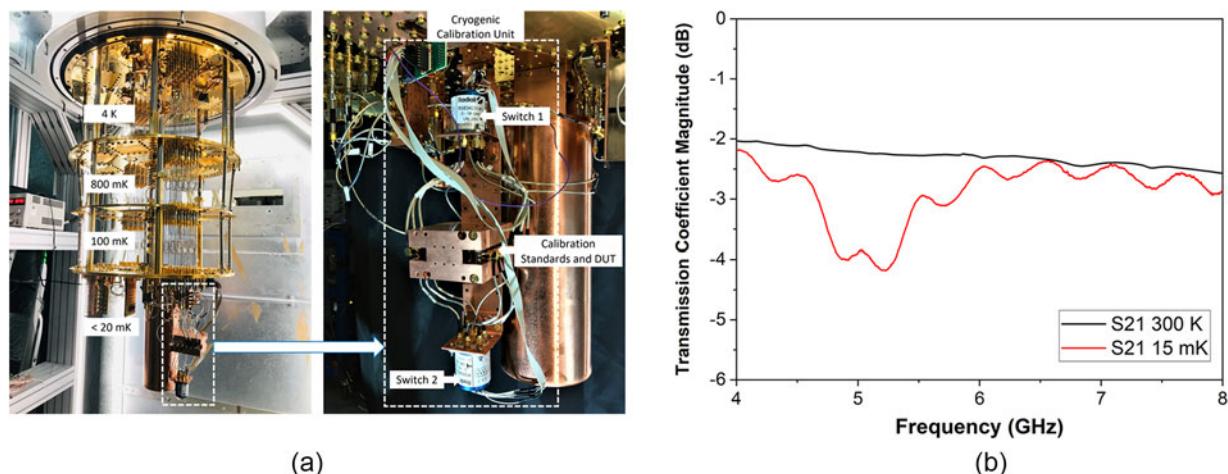 4 K
800 mK
100 mK
< 20 mK
Cryogenic
Calibration Unit
Radiall
Switch 1
Calibration
Standards and DUT
Switch 2
(a)
Transmission Coefficient Magnitude (dB)
0
-1
-2
-3
-4
-5
-6
4
5
6
7
8
Frequency (GHz)
S21 300 K
S21 15 mK
(b)